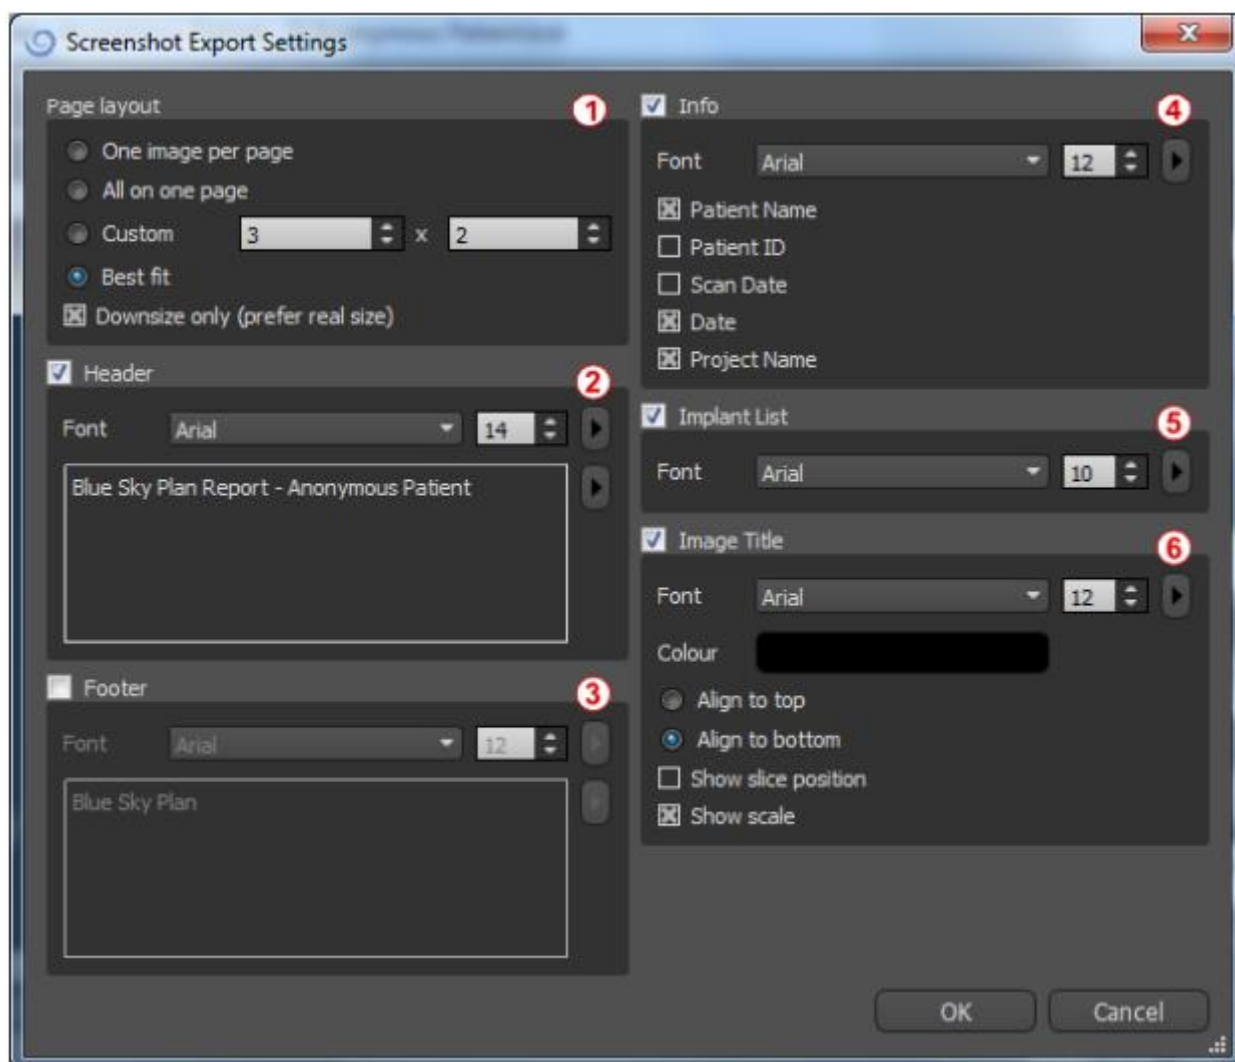 Screenshot Export Settings
Page layout
1
One image per page
All on one page
Custom 3 x 2
Best fit
Downsize only (prefer real size)
Header
2
Font Arial 14
Blue Sky Plan Report - Anonymous Patient
Footer
3
Font Arial 12
Blue Sky Plan
Info
4
Font Arial 12
Patient Name
Patient ID
Scan Date
Date
Project Name
Implant List
5
Font Arial 10
Image Title
6
Font Arial 12
Colour
Align to top
Align to bottom
Show slice position
Show scale
OK Cancel